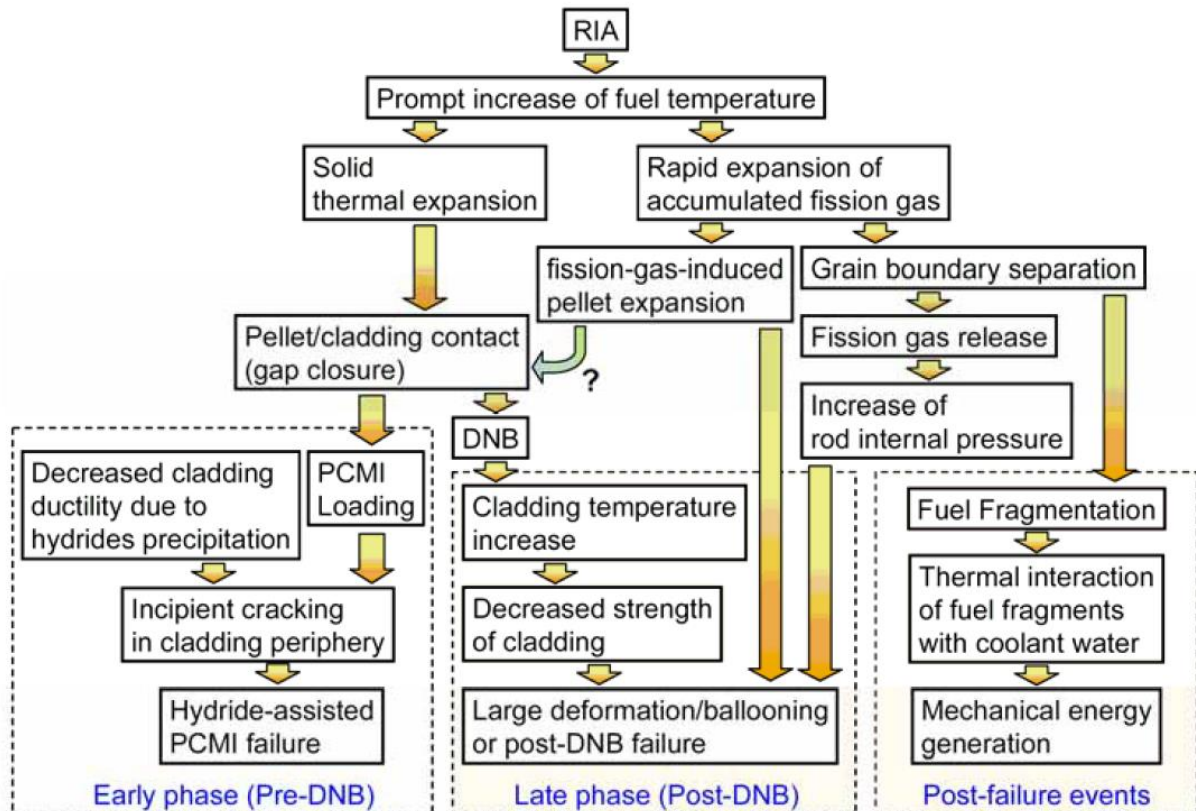 RIA
Prompt increase of fuel temperature
Solid
thermal expansion
Rapid expansion of
accumulated fission gas
fission-gas-induced
pellet expansion
Grain boundary separation
Pellet/cladding contact
(gap closure)
?
Fission gas release
Increase of
rod internal pressure
DNB
Decreased cladding
ductility due to
hydrides precipitation
PCMI
Loading
Cladding temperature
increase
Fuel Fragmentation
Incipient cracking
in cladding periphery
Decreased strength
of cladding
Thermal interaction
of fuel fragments
with coolant water
Hydride-assisted
PCMI failure
Large deformation/ballooning
or post-DNB failure
Mechanical energy
generation
Early phase (Pre-DNB)
Late phase (Post-DNB)
Post-failure events